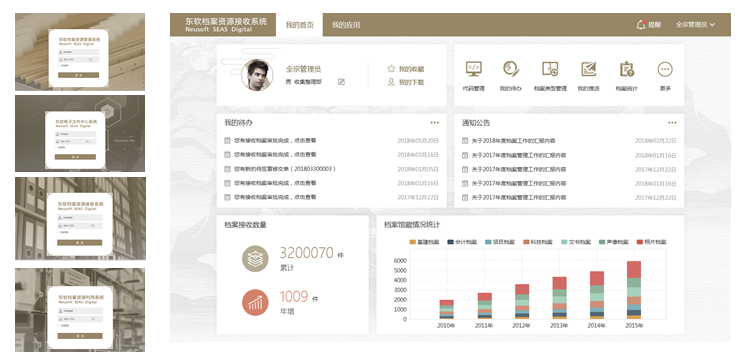 东软档案资源管理系统
Neusoft SEAS Digital
东软电子文件中心系统
Neusoft SEAS Digital
东软档案资源接收系统
Neusoft SEAS Digital
东软档案资源利用系统
Neusoft SEAS Digital
东软档案资源接收系统
Neusoft SEAS Digital
我的首页
我的应用
提醒
全宗管理员
全宗管理员
男 收集整理部
我的收藏
我的下载
代码管理
我的待办
档案类型管理
我的推送
档案统计
更多
我的待办
您有接收档案审批完成，点击查看 2018年05月20日
您有接收档案审批完成，点击查看 2018年03月16日
您有新的待签章移交单（201803300003） 2018年01月05日
您有接收档案审批完成，点击查看 2018年01月16日
您有接收档案审批完成，点击查看 2017年12月22日
通知公告
关于2018年度档案工作的汇报内容 2018年02月22日
关于2017年度档案管理工作的汇报内容 2018年01月16日
关于2017年度档案管理工作的汇报内容 2017年12月22日
关于2017年度档案管理工作的汇报内容 2018年01月16日
关于2017年度档案管理工作的汇报内容 2017年12月22日
档案接收数量
3200070 件
累计
1009 件
年增
档案馆藏情况统计
基建档案 会计档案 项目档案 科技档案 文书档案 声像档案 照片档案
6000
5000
4000
3000
2000
1000
0
2010年 2011年 2012年 2013年 2014年 2015年